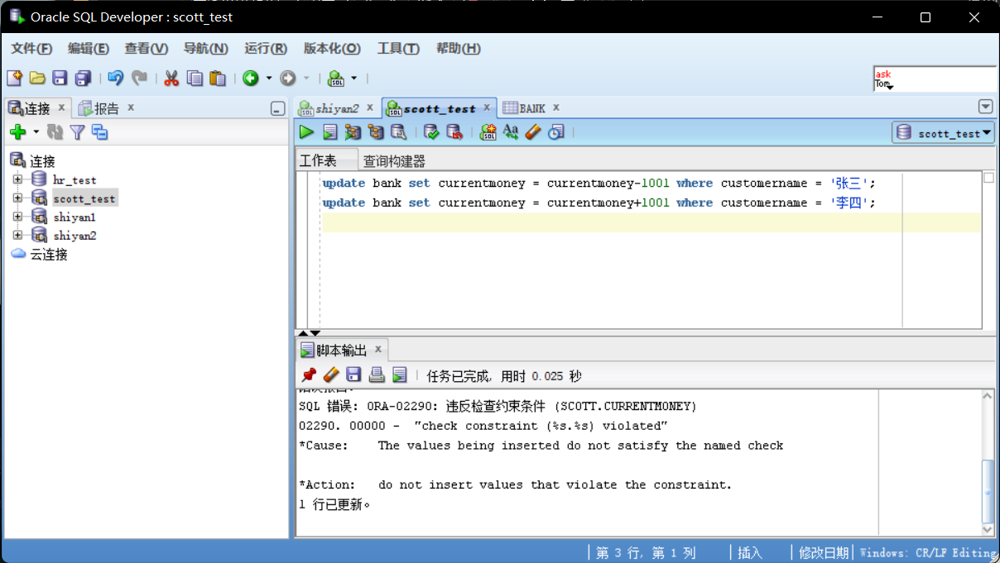 Oracle SQL Developer : scott_test
文件(F) 编辑(E) 查看(V) 导航(N) 运行(R) 版本化(O) 工具(T) 帮助(H)
ask
Tom
连接 报告
shiyan2 scott_test BANK
scott_test
工作表 查询构建器
连接
hr_test
scott_test
shiyan1
shiyan2
云连接
update bank set currentmoney = currentmoney-1001 where customername = '张三';
update bank set currentmoney = currentmoney+1001 where customername = '李四';
脚本输出
任务已完成, 用时 0.025 秒
SQL 错误: ORA-02290: 违反检查约束条件 (SCOTT.CURRENTMONEY)
02290. 00000 - "check constraint (%s.%s) violated"
*Cause: The values being inserted do not satisfy the named check
*Action: do not insert values that violate the constraint.
1 行已更新。
第 3 行, 第 1 列 插入 修改日期 Windows: CR/LF Editing